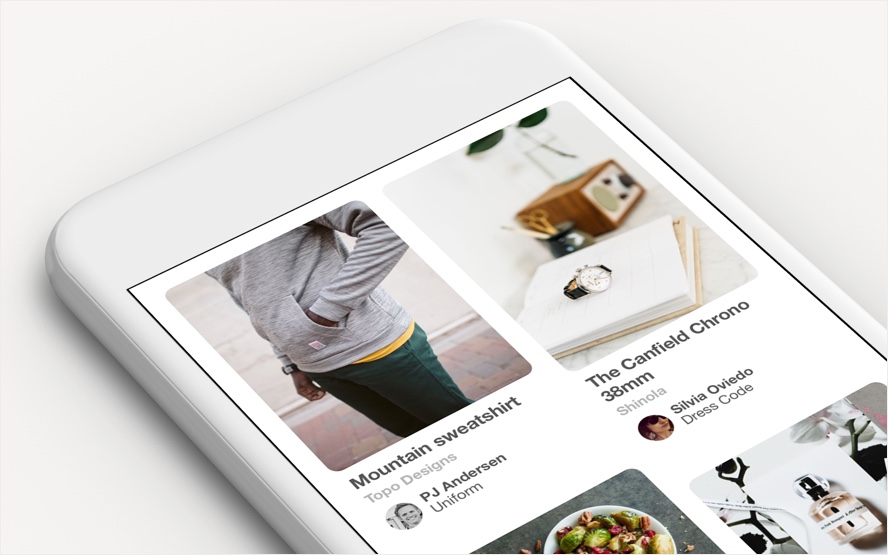 Mountain sweatshirt
Topo Designs
PJ Andersen
Uniform
The Canfield Chrono
38mm
Shinola
Silvia Oviedo
Dress Code